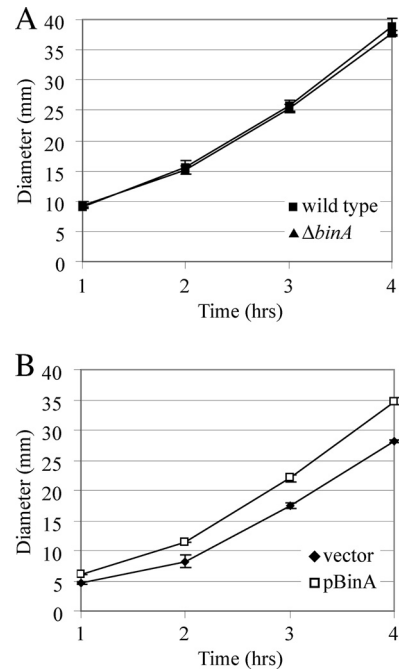 A
40
35
30
25
20
15
10
5
0
Diameter (mm)
wild type
ΔbinA
1 2 3 4
Time (hrs)
B
40
35
30
25
20
15
10
5
0
Diameter (mm)
vector
pBinA
1 2 3 4
Time (hrs)